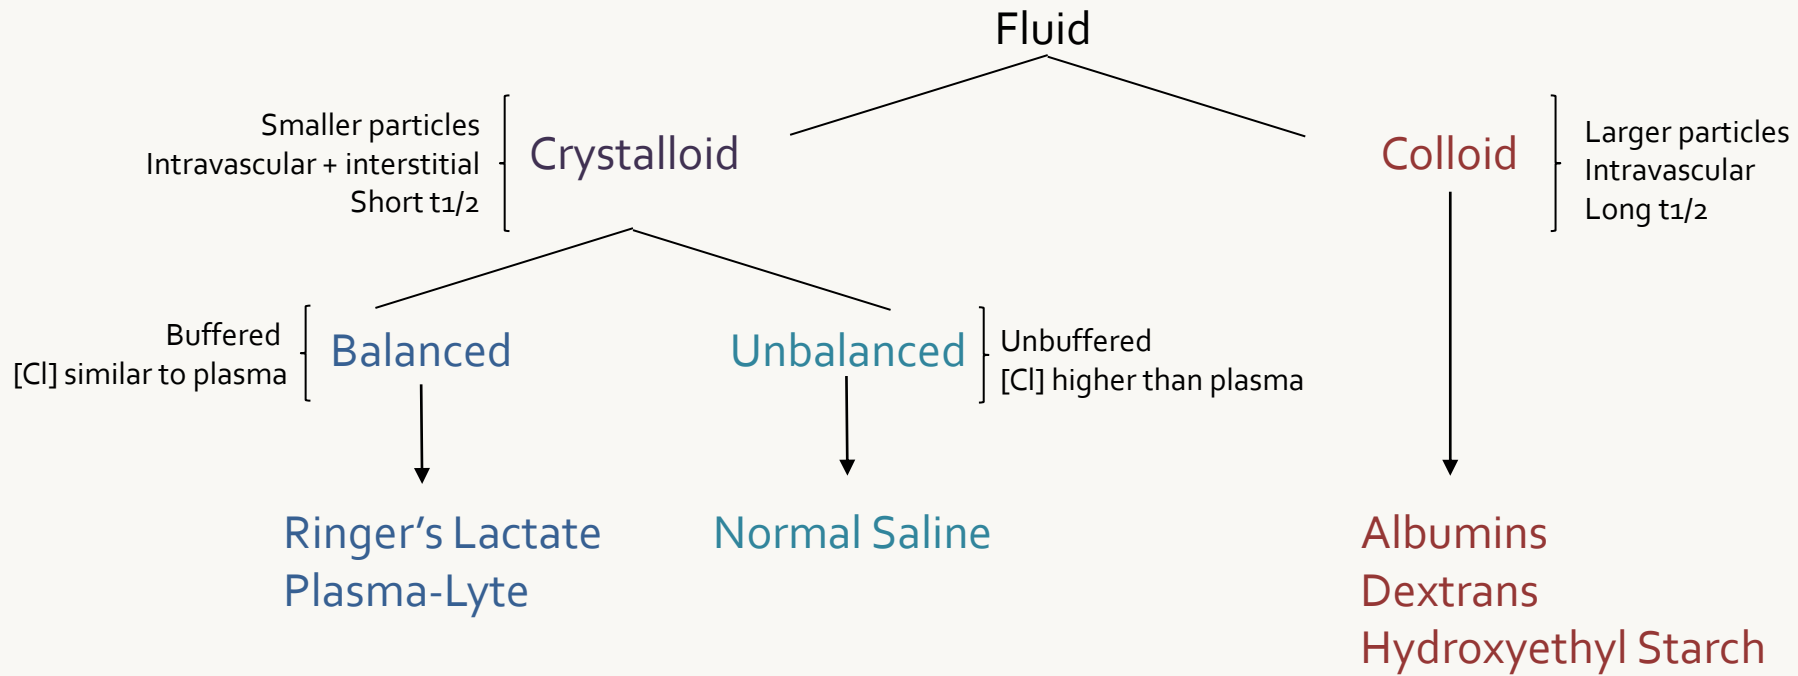 Fluid
Smaller particles
Intravascular + interstitial
Short t1/2
Crystalloid
Colloid
Larger particles
Intravascular
Long t1/2
Buffered
[Cl] similar to plasma
Balanced
Unbalanced
Unbuffered
[Cl] higher than plasma
Ringer’s Lactate
Plasma-Lyte
Normal Saline
Albumins
Dextrans
Hydroxyethyl Starch